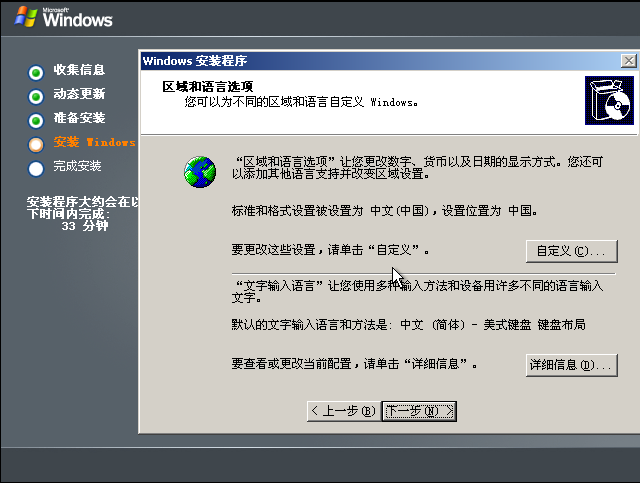 Microsoft
Windows
收集信息
动态更新
准备安装
安装 Windows
完成安装
安装程序大约会在以
下时间内完成:
33 分钟
Windows 安装程序
区域和语言选项
您可以为不同的区域和语言自定义 Windows。
“区域和语言选项”让您更改数字、货币以及日期的显示方式。您还可
以添加其他语言支持并改变区域设置。
标准和格式设置被设置为 中文(中国)，设置位置为 中国。
要更改这些设置，请单击“自定义”。
自定义(C)...
“文字输入语言”让您使用多种输入方法和设备用许多不同的语言输入
文字。
默认的文字输入语言和方法是: 中文 (简体) - 美式键盘 键盘布局
要查看或更改当前配置，请单击“详细信息”。
详细信息(D)...
< 上一步(B)
下一步(N) >